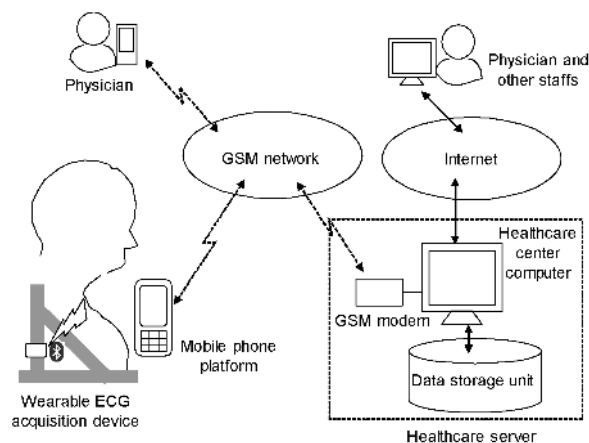 Physician
Physician and
other staffs
GSM network
Internet
Healthcare
center
computer
GSM modem
Mobile phone
platform
Data storage unit
Wearable ECG
acquisition device
Healthcare server